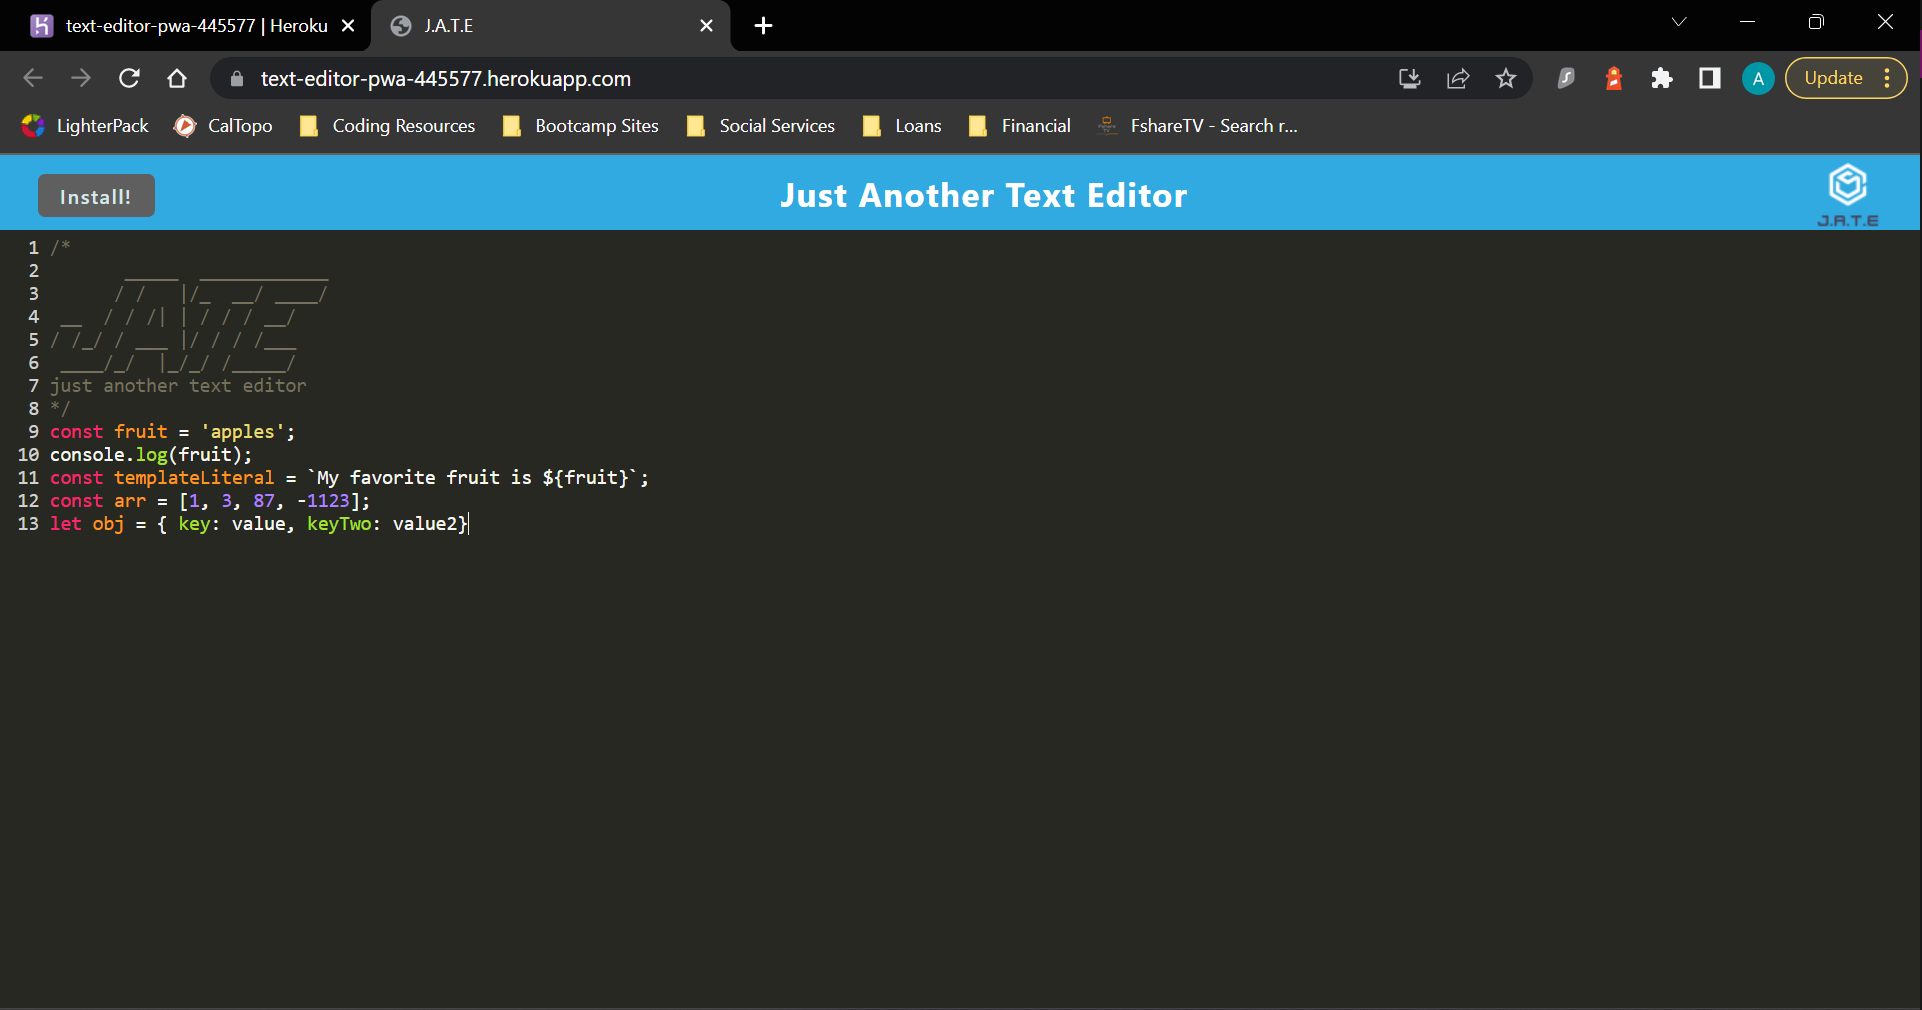 text-editor-pwa-445577 | Heroku
J.A.T.E
text-editor-pwa-445577.herokuapp.com
A
Update
LighterPack
CalTopo
Coding Resources
Bootcamp Sites
Social Services
Loans
Financial
FshareTV - Search r...
Install!
Just Another Text Editor
J.A.T.E
1 /*
2       _____  ____________
3      / /   |/_  __/ ____/
4 __  / / /| | / / / __/
5 / /_/ / ___ |/ / / /___
6 ____/_/  |_/_/ /_____/
7 just another text editor
8 */
9 const fruit = 'apples';
10 console.log(fruit);
11 const templateLiteral = `My favorite fruit is ${fruit}`;
12 const arr = [1, 3, 87, -1123];
13 let obj = { key: value, keyTwo: value2}